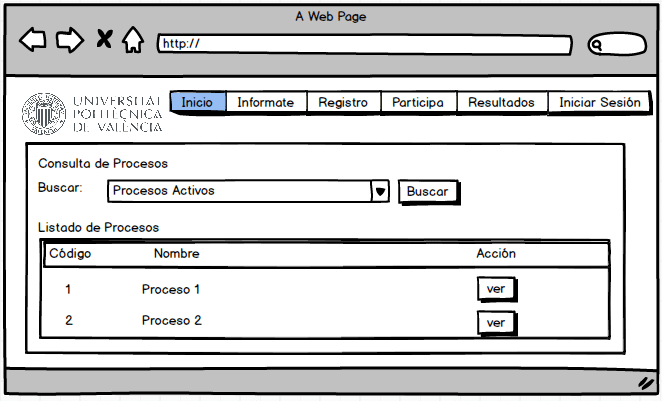 A Web Page
http://
UNIVERSITAT
POLITÈCNICA
DE VALÈNCIA
Inicio Informate Registro Participa Resultados Iniciar Sesión
Consulta de Procesos
Buscar: Procesos Activos Buscar
Listado de Procesos
Código Nombre Acción
1 Proceso 1 ver
2 Proceso 2 ver